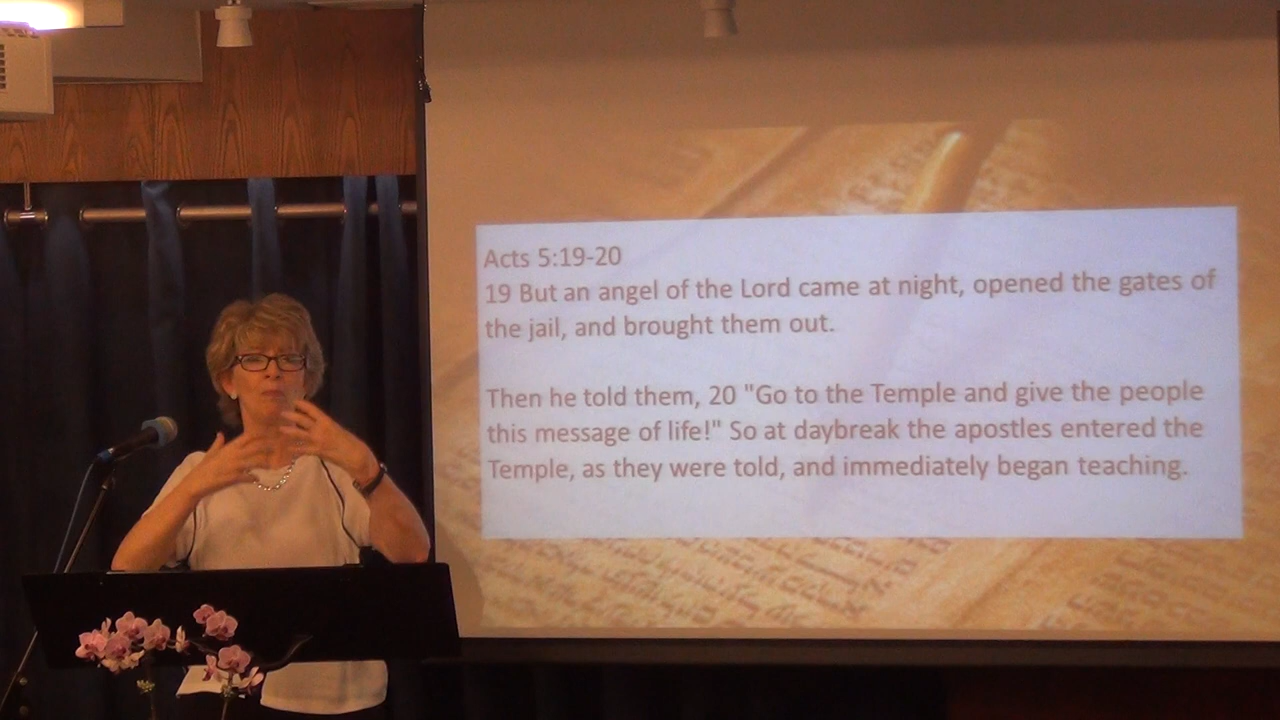 Acts 5:19-20
19 But an angel of the Lord came at night, opened the gates of
the jail, and brought them out.
Then he told them, 20 "Go to the Temple and give the people
this message of life!" So at daybreak the apostles entered the
Temple, as they were told, and immediately began teaching.